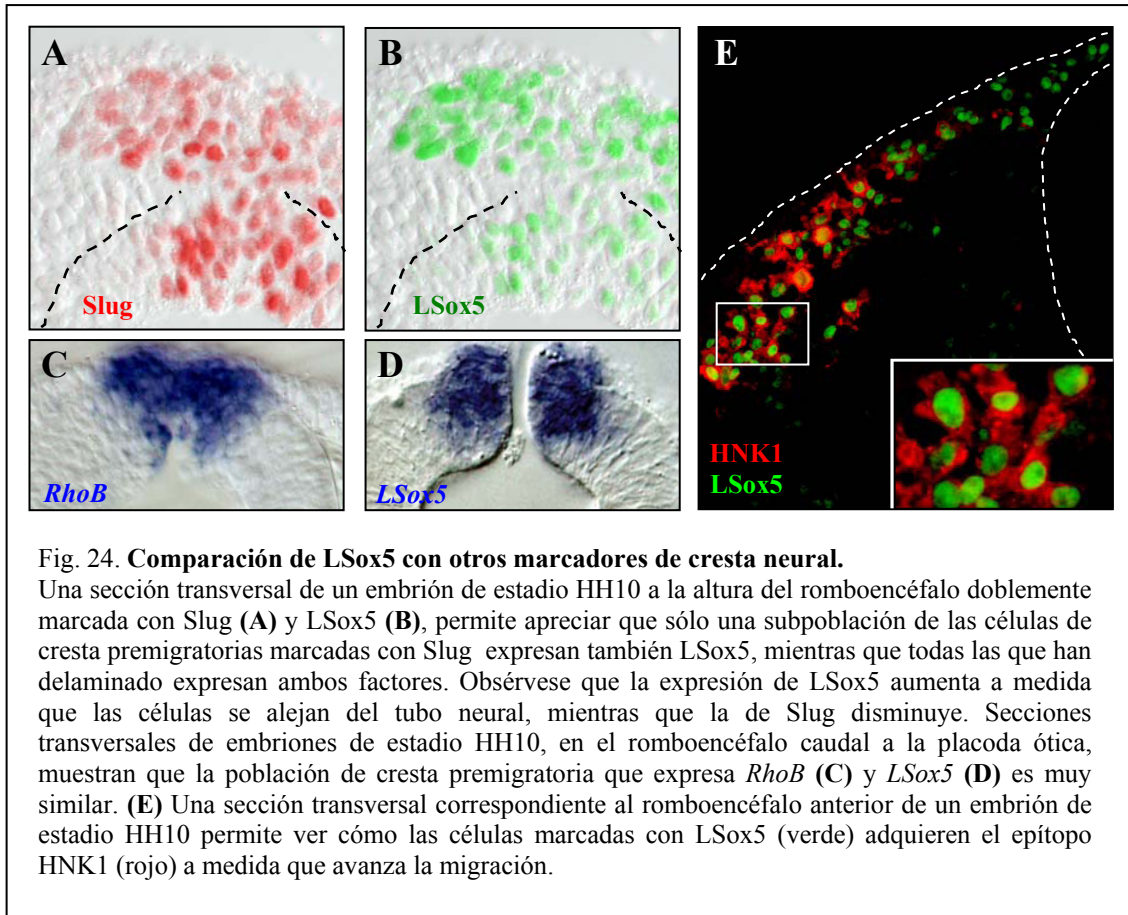 A
B
E
Slug
LSox5
C
D
RhoB
LSox5
HNK1
LSox5
Fig. 24. Comparación de LSox5 con otros marcadores de cresta neural.
Una sección transversal de un embrión de estadio HH10 a la altura del romboencéfalo doblemente
marcada con Slug (A) y LSox5 (B), permite apreciar que sólo una subpoblación de las células de
cresta premigratorias marcadas con Slug expresan también LSox5, mientras que todas las que han
delaminado expresan ambos factores. Obsérvese que la expresión de LSox5 aumenta a medida
que las células se alejan del tubo neural, mientras que la de Slug disminuye. Secciones
transversales de embriones de estadio HH10, en el romboencéfalo caudal a la placoda ótica,
muestran que la población de cresta premigratoria que expresa RhoB (C) y LSox5 (D) es muy
similar. (E) Una sección transversal correspondiente al romboencéfalo anterior de un embrión de
estadio HH10 permite ver cómo las células marcadas con LSox5 (verde) adquieren el epítopo
HNK1 (rojo) a medida que avanza la migración.